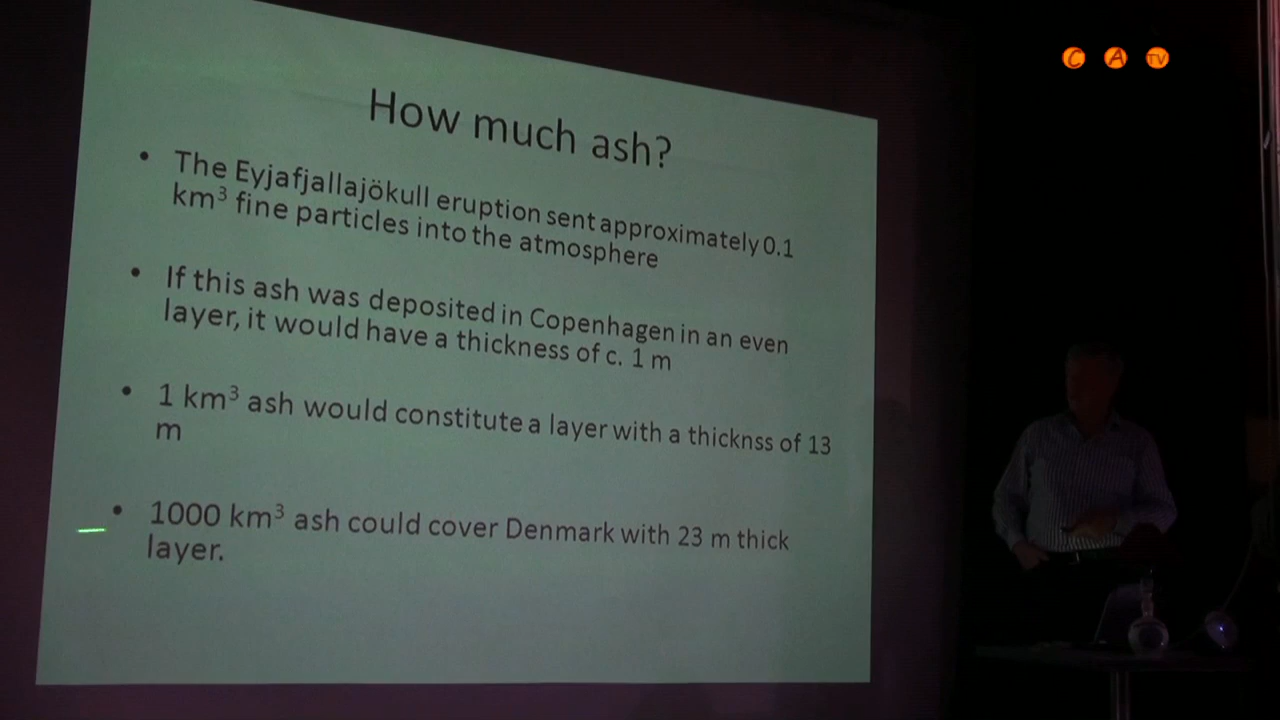 C A TV
How much ash?
• The Eyjafjallajökull eruption sent approximately 0.1
km³ fine particles into the atmosphere
• If this ash was deposited in Copenhagen in an even
layer, it would have a thickness of c. 1 m
• 1 km³ ash would constitute a layer with a thicknss of 13
m
• 1000 km³ ash could cover Denmark with 23 m thick
layer.